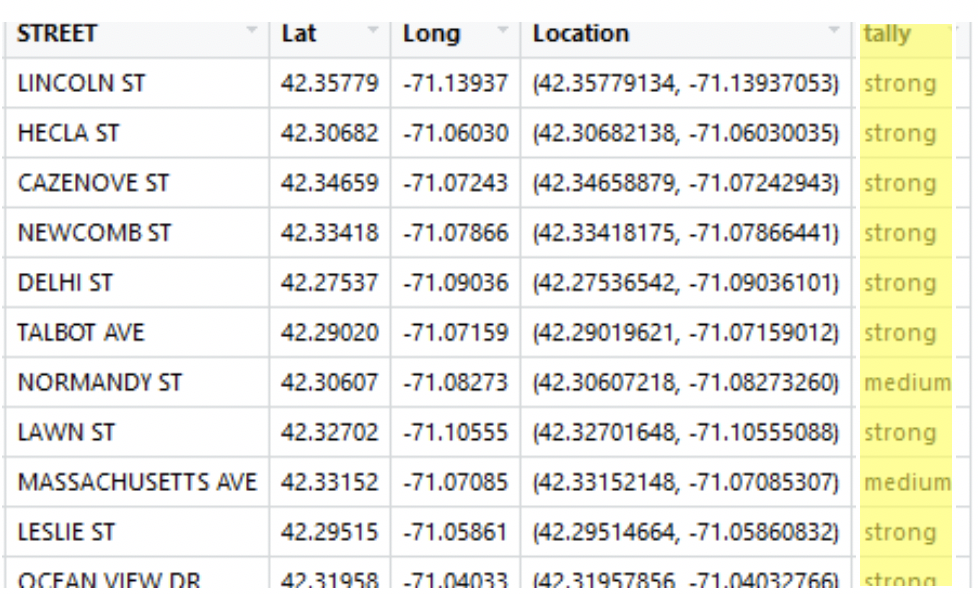 STREET Lat Long Location tally
LINCOLN ST 42.35779 -71.13937 (42.35779134, -71.13937053) strong
HECLA ST 42.30682 -71.06030 (42.30682138, -71.06030035) strong
CAZENOVE ST 42.34659 -71.07243 (42.34658879, -71.07242943) strong
NEWCOMB ST 42.33418 -71.07866 (42.33418175, -71.07866441) strong
DELHI ST 42.27537 -71.09036 (42.27536542, -71.09036101) strong
TALBOT AVE 42.29020 -71.07159 (42.29019621, -71.07159012) strong
NORMANDY ST 42.30607 -71.08273 (42.30607218, -71.08273260) medium
LAWN ST 42.32702 -71.10555 (42.32701648, -71.10555088) strong
MASSACHUSETTS AVE 42.33152 -71.07085 (42.33152148, -71.07085307) medium
LESLIE ST 42.29515 -71.05861 (42.29514664, -71.05860832) strong
OCEAN VIEW DR 42.31958 -71.04033 (42.31957856, -71.04032766) strong